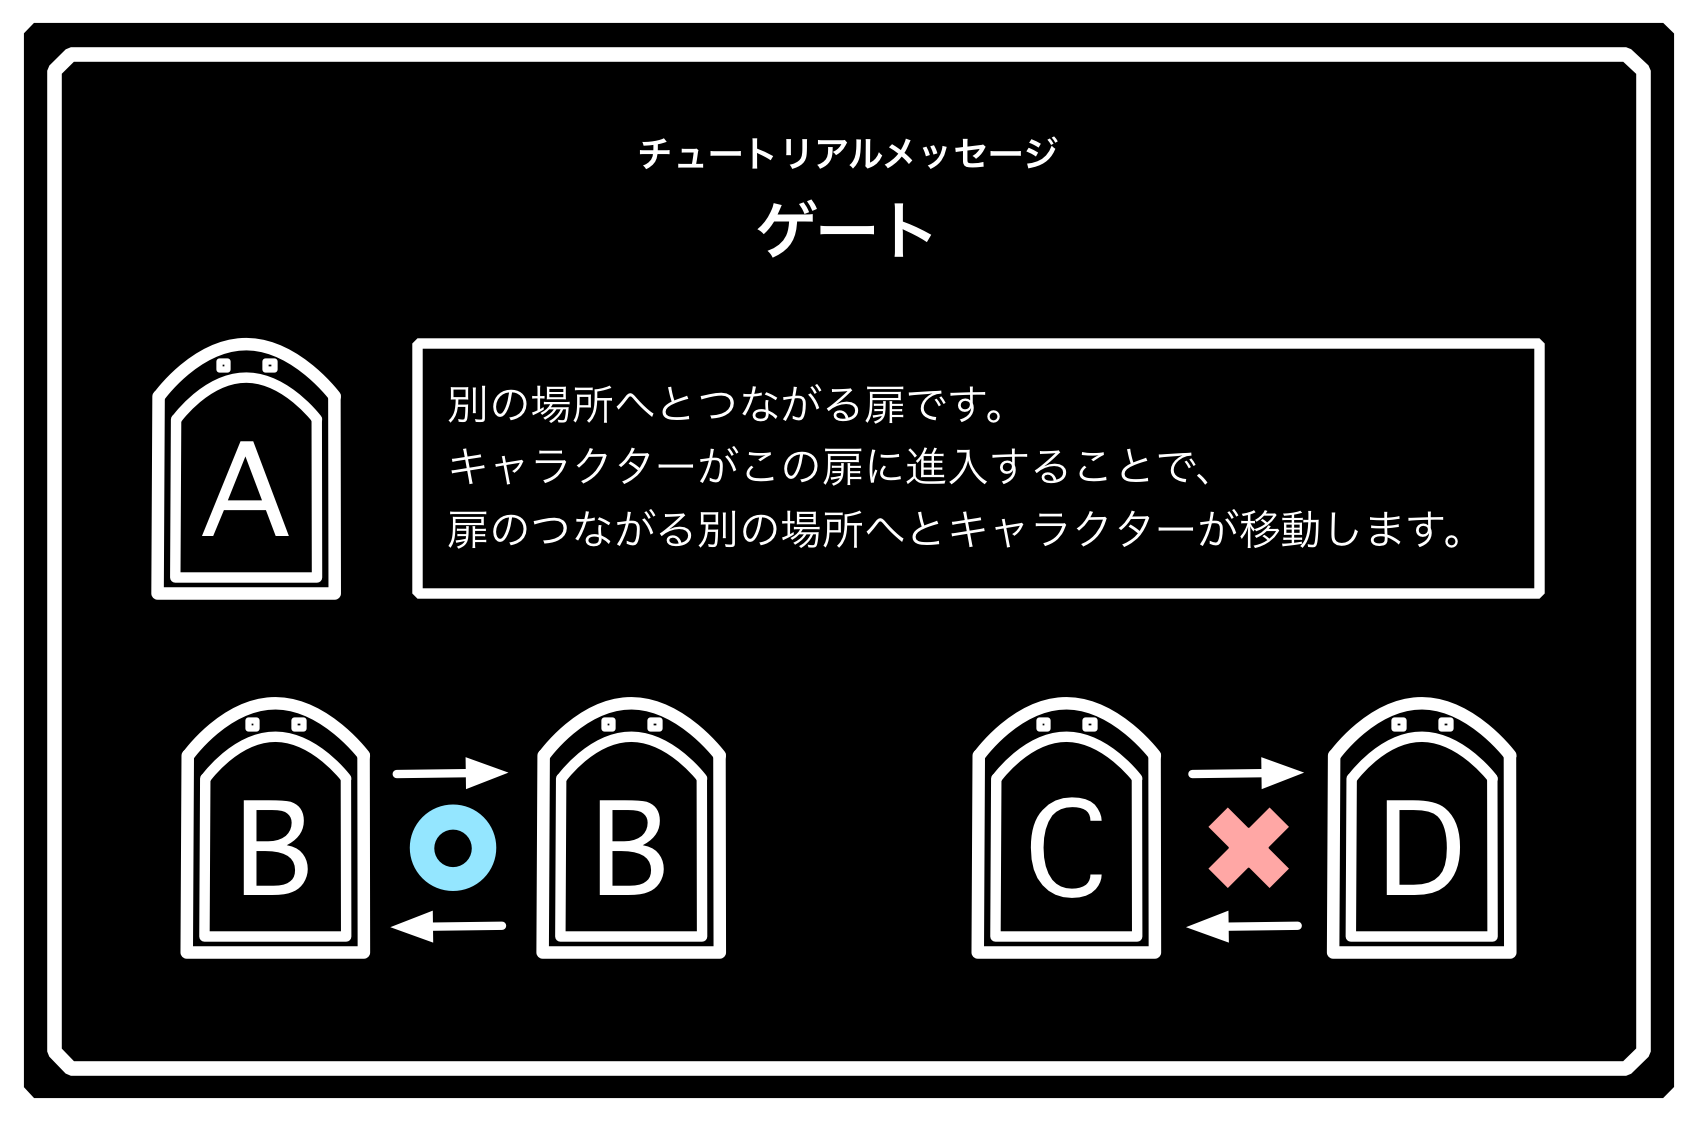 チュートリアルメッセージ
ゲート
A
別の場所へとつながる扉です。
キャラクターがこの扉に進入することで、
扉のつながる別の場所へとキャラクターが移動します。
B B C D